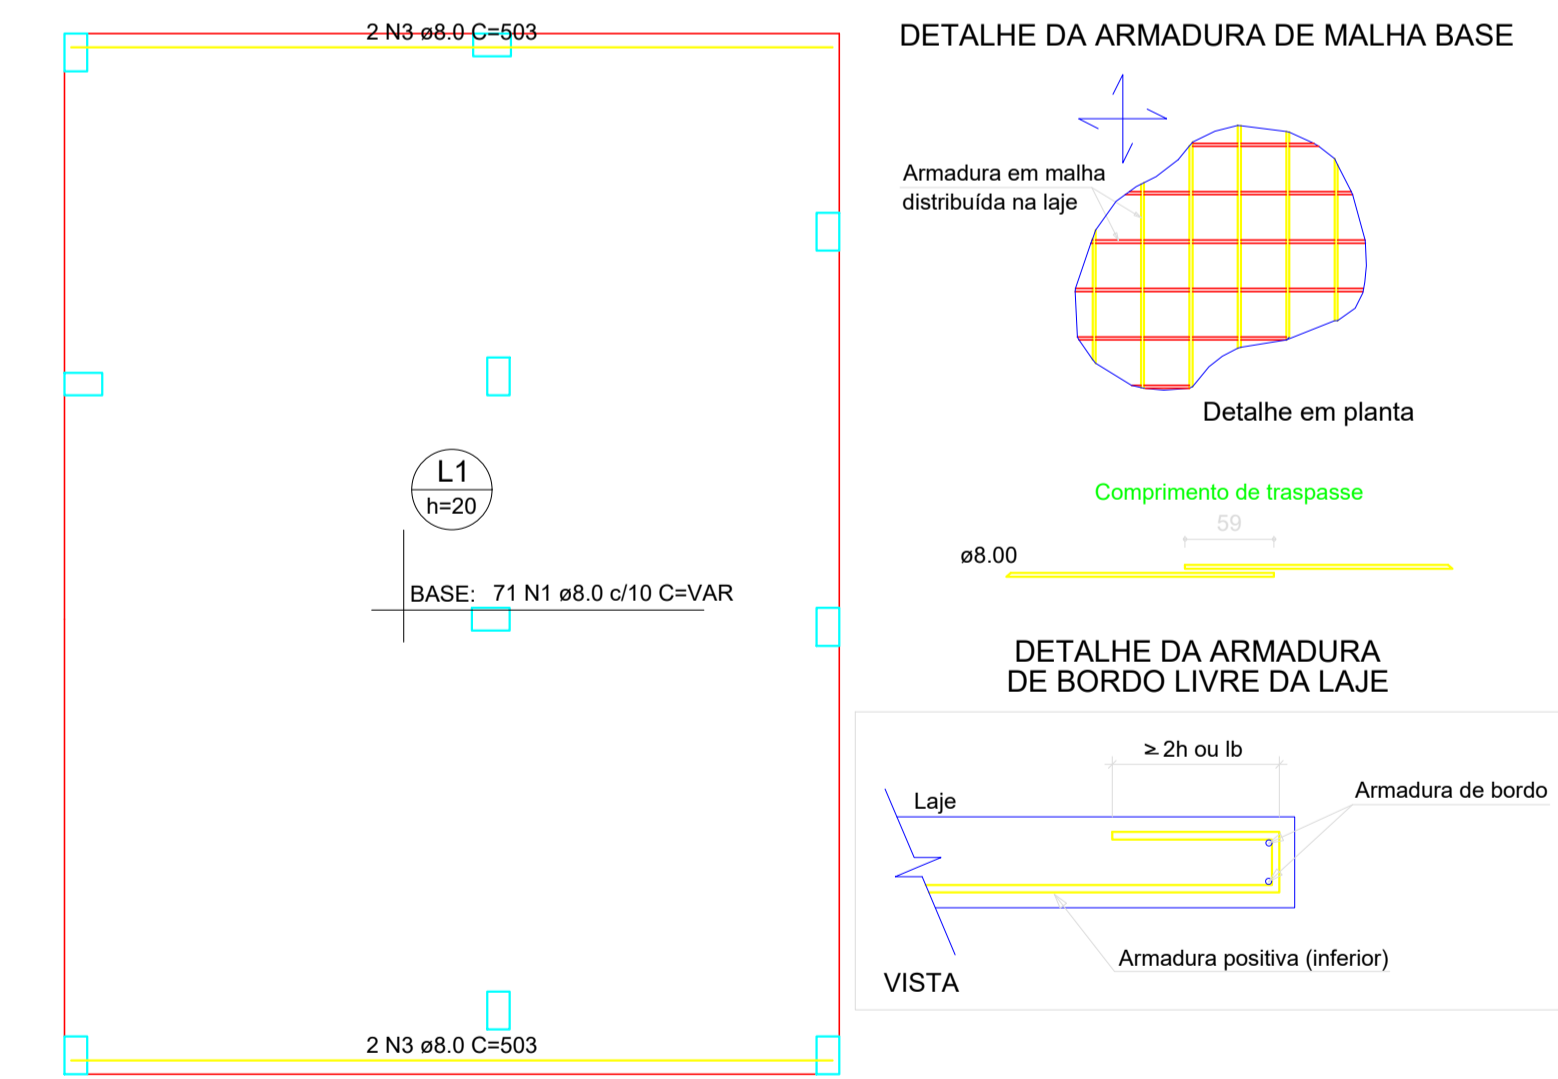 2 N3 ø8.0 C=503
L1
h=20
BASE: 71 N1 ø8.0 c/10 C=VAR
2 N3 ø8.0 C=503
DETALHE DA ARMADURA DE MALHA BASE
Armadura em malha
distribuída na laje
Detalhe em planta
Comprimento de traspasse
59
ø8.00
DETALHE DA ARMADURA
DE BORDO LIVRE DA LAJE
≥ 2h ou lb
Laje
Armadura de bordo
Armadura positiva (inferior)
VISTA